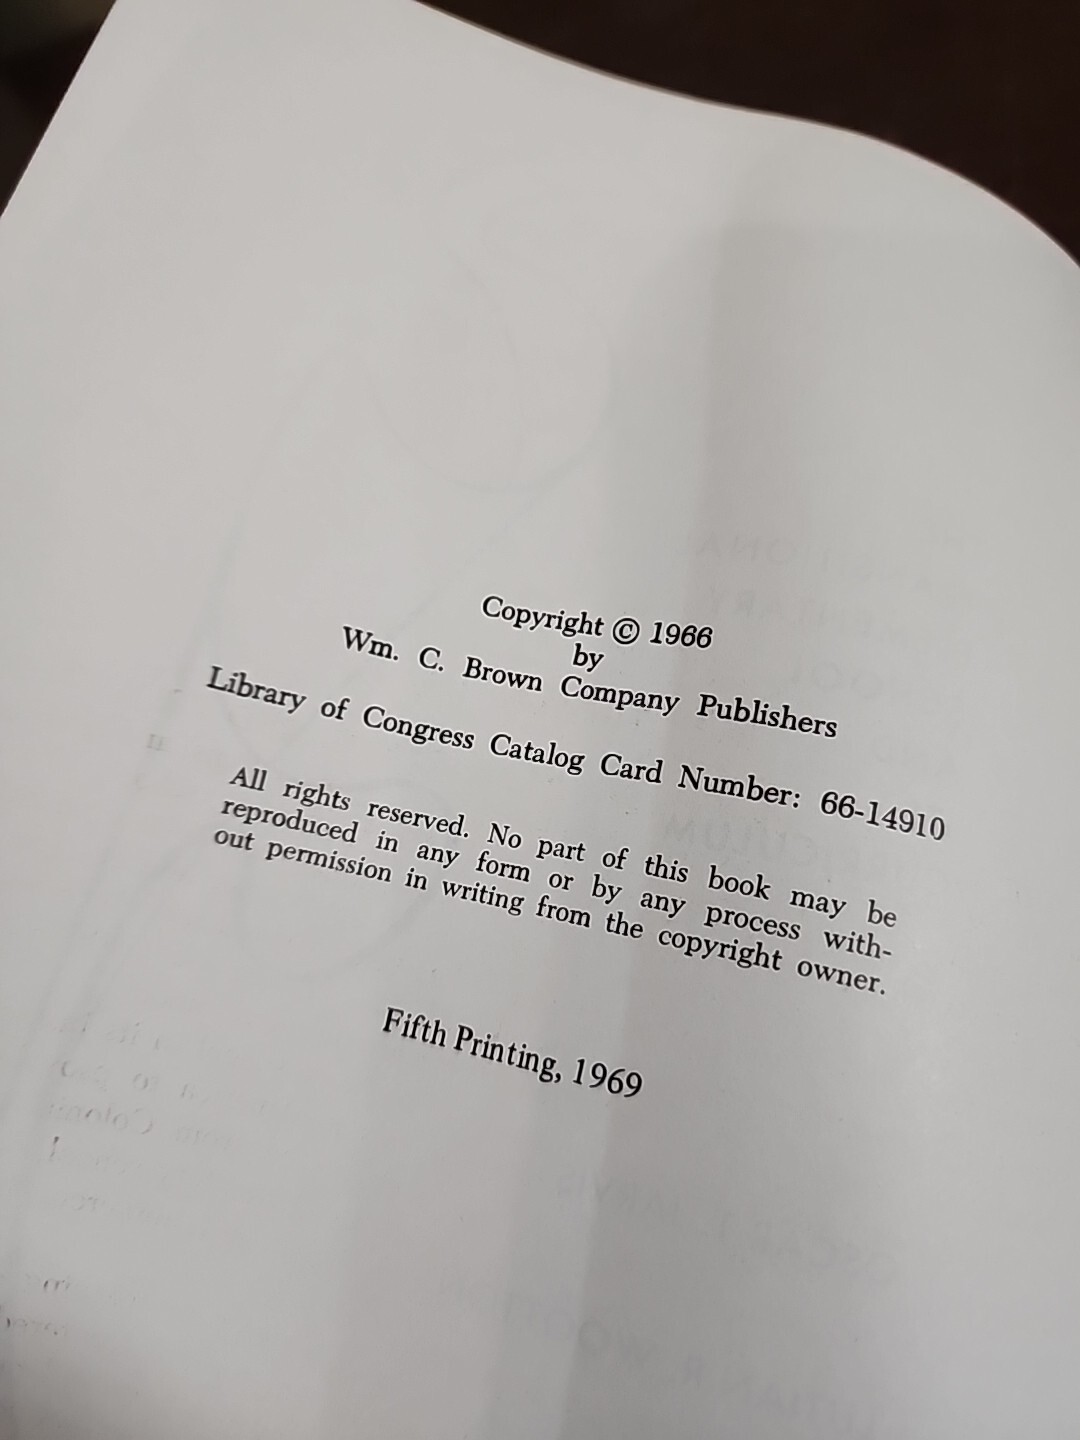 Copyright © 1966
by
Wm. C. Brown Company Publishers
Library of Congress Catalog Card Number: 66-14910
All rights reserved. No part of this book may be
reproduced in any form or by any process with-
out permission in writing from the copyright owner.
Fifth Printing, 1969